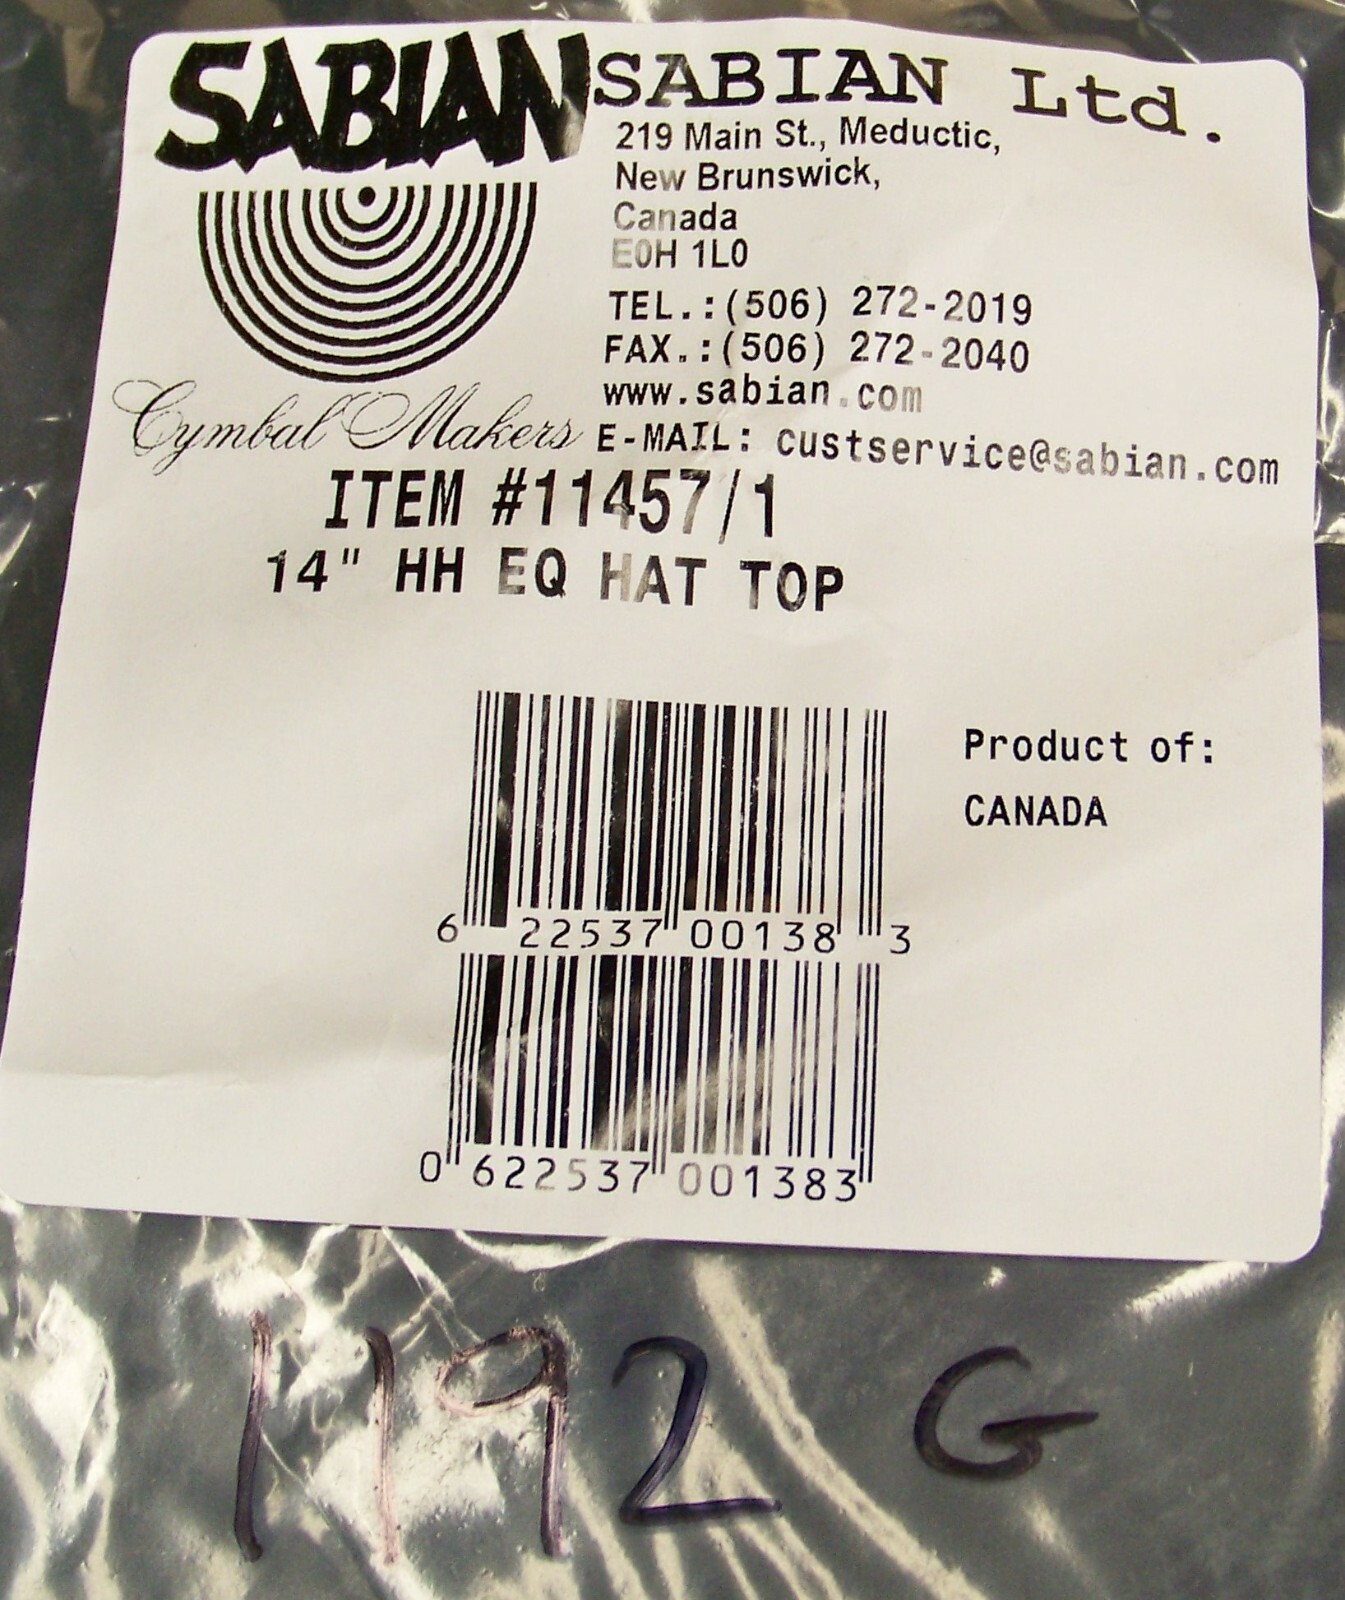 SABIAN
Cymbal Makers
SABIAN Ltd.
219 Main St., Meductic,
New Brunswick,
Canada
E0H 1L0
TEL.:(506) 272-2019
FAX.:(506) 272-2040
www.sabian.com
E-MAIL: custservice@sabian.com
ITEM #11457/1
14" HH EQ HAT TOP
Product of:
CANADA
6 22537 00138 3
0 622537 001383
1192 G